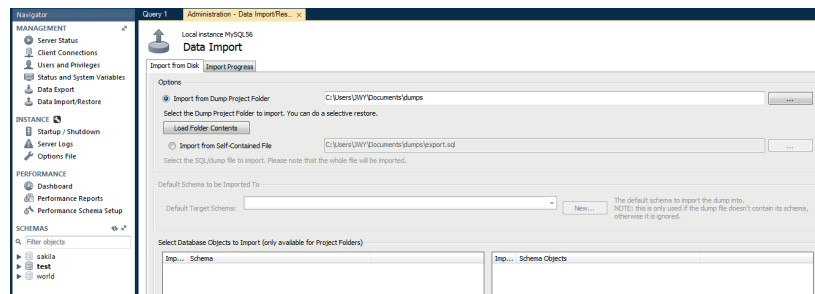 Navigator
MANAGEMENT
Server Status
Client Connections
Users and Privileges
Status and System Variables
Data Export
Data Import/Restore
INSTANCE
Startup / Shutdown
Server Logs
Options File
PERFORMANCE
Dashboard
Performance Reports
Performance Schema Setup
SCHEMAS
Filter objects
sakila
test
world
Query 1
Administration - Data Import/Res... ×
Local instance MySQL56
Data Import
Import from Disk
Import Progress
Options
Import from Dump Project Folder
C:\Users\JWY\Documents\dumps
...
Select the Dump Project Folder to import. You can do a selective restore.
Load Folder Contents
Import from Self-Contained File
C:\Users\JWY\Documents\dumps\export.sql
...
Select the SQL/dump file to import. Please note that the whole file will be imported.
Default Schema to be Imported To
Default Target Schema:
New...
The default schema to import the dump into.
NOTE: this is only used if the dump file doesn't contain its schema,
otherwise it is ignored.
Select Database Objects to Import (only available for Project Folders)
Imp... Schema
Imp... Schema Objects